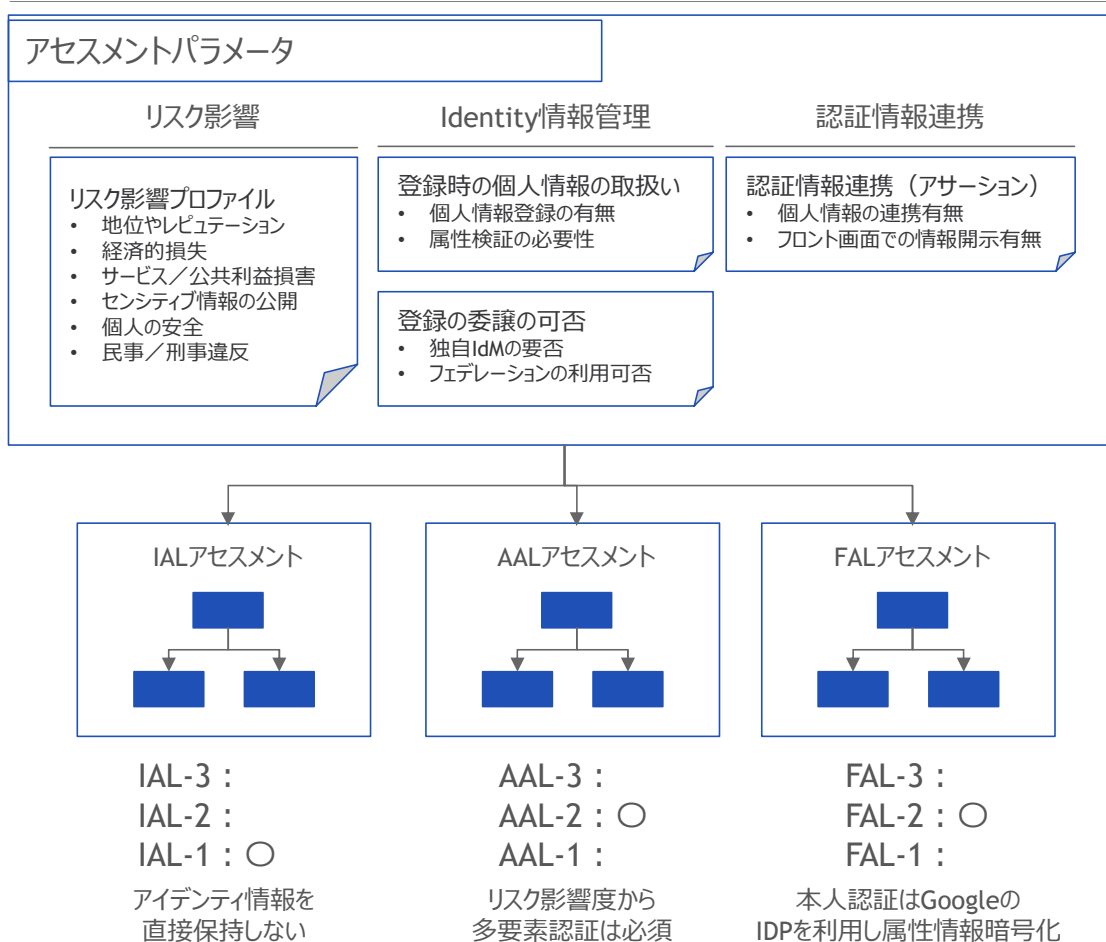 アセスメントパラメータ
リスク影響
Identity情報管理
認証情報連携
リスク影響プロファイル
• 地位やレピュテーション
• 経済的損失
• サービス／公共利益損害
• センシティブ情報の公開
• 個人の安全
• 民事／刑事違反
登録時の個人情報の取扱い
• 個人情報登録の有無
• 属性検証の必要性
登録の委譲の可否
• 独自IdMの要否
• フェデレーションの利用可否
認証情報連携（アサーション）
• 個人情報の連携有無
• フロント画面での情報開示有無
IALアセスメント
AALアセスメント
FALアセスメント
IAL-3：
IAL-2：
IAL-1：〇
アイデンティ情報を
直接保持しない
AAL-3：
AAL-2：〇
AAL-1：
リスク影響度から
多要素認証は必須
FAL-3：
FAL-2：〇
FAL-1：
本人認証はGoogleの
IDPを利用し属性情報暗号化